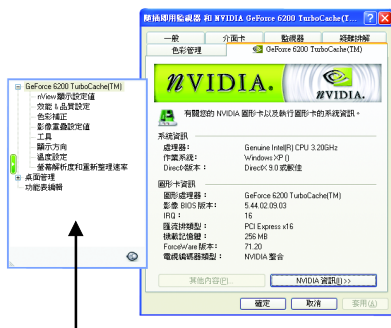 隨插即用監視器 和 NVIDIA GeForce 6200 TurboCache(T...
一般 介面卡 監視器 疑難排解
色彩管理 GeForce 6200 TurboCache(TM)
nVIDIA.
nVIDIA.
有關您的 NVIDIA 圖形卡以及執行圖形卡的系統資訊。
系統資訊
處理器： Genuine Intel(R) CPU 3.20GHz
作業系統： Windows XP ()
DirectX版本： DirectX 9.0 或較佳
圖形卡資訊
圖形處理器： GeForce 6200 TurboCache(TM)
影像 BIOS 版本： 5.44.02.09.03
IRQ： 16
匯流排類型： PCI Express x16
掛載記憶體： 256 MB
ForceWare 版本： 71.20
電視編碼器類型： NVIDIA 整合
其他內容(P)... NVIDIA 資訊(I) >>
確定 取消 套用(A)
GeForce 6200 TurboCache(TM)
nView 顯示設定值
效能 & 品質設定
色彩補正
影像重疊設定值
工具
顯示方向
溫度設定
螢幕解析度和重新整理速率
桌面管理
功能表編輯